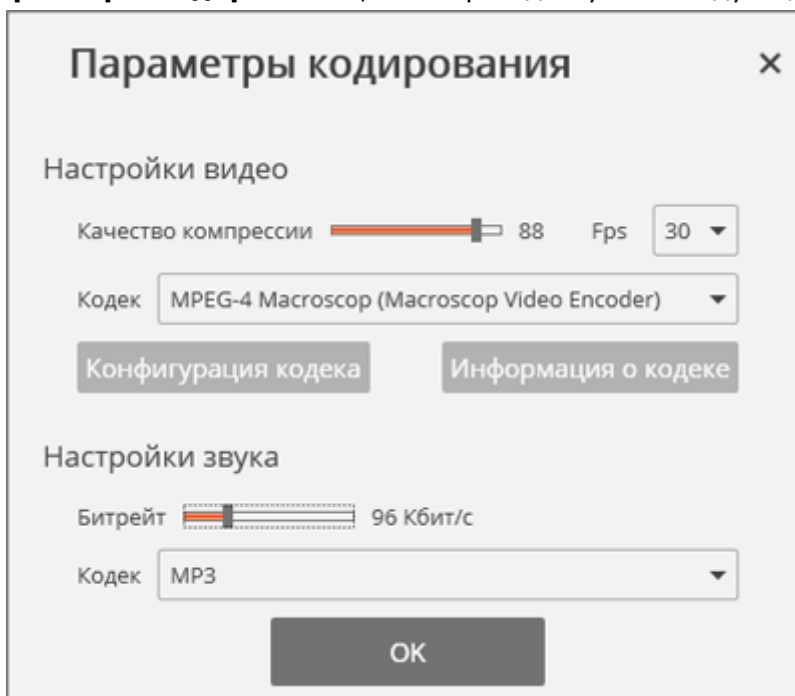 Параметры кодирования
Настройки видео
Качество компрессии 88 Fps 30
Кодек MPEG-4 Macroscop (Macroscop Video Encoder)
Конфигурация кодека Информация о кодеке
Настройки звука
Битрейт 96 Кбит/с
Кодек MP3
OK